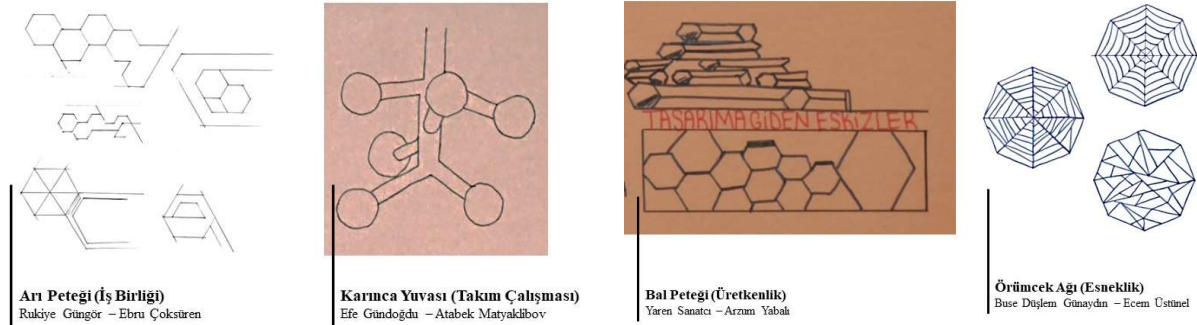 TASARIMA GİDEN ESKİZLER
Arı Peteği (İş Birliği)
Rukiye Güngör – Ebru Çoksüren
Karınca Yuvası (Takım Çalışması)
Efe Gündoğdu – Atabek Matyaklibov
Bal Peteği (Üretkenlik)
Yaren Sanatcı – Arzum Yabalı
Örümcek Ağı (Esneklik)
Buse Düşlem Günaydın – Ecem Üstünel